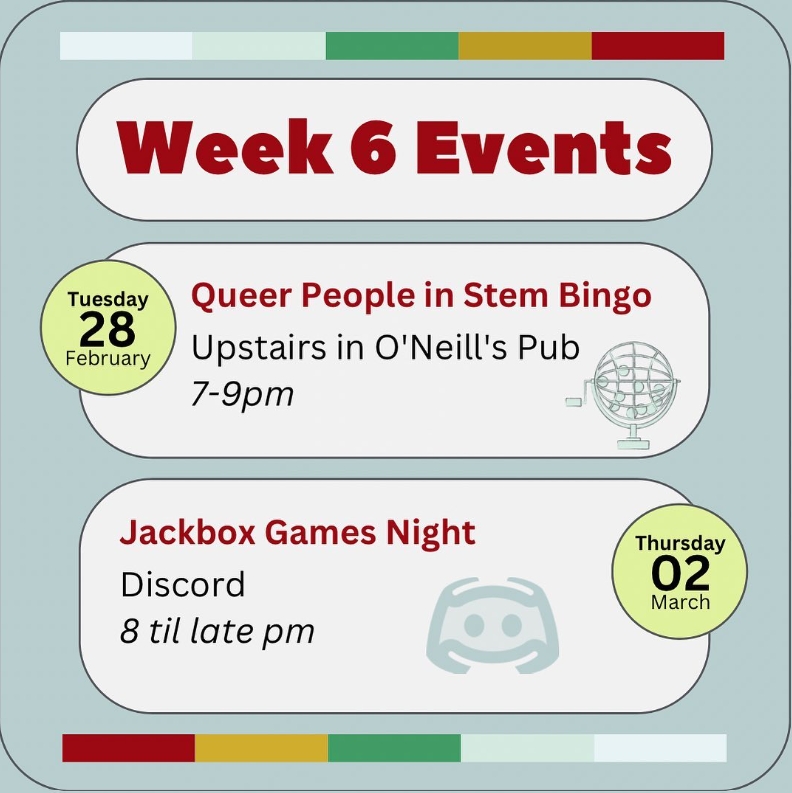 Week 6 Events
Tuesday
28
February
Queer People in Stem Bingo
Upstairs in O'Neill's Pub
7-9pm
Jackbox Games Night
Discord
8 til late pm
Thursday
02
March